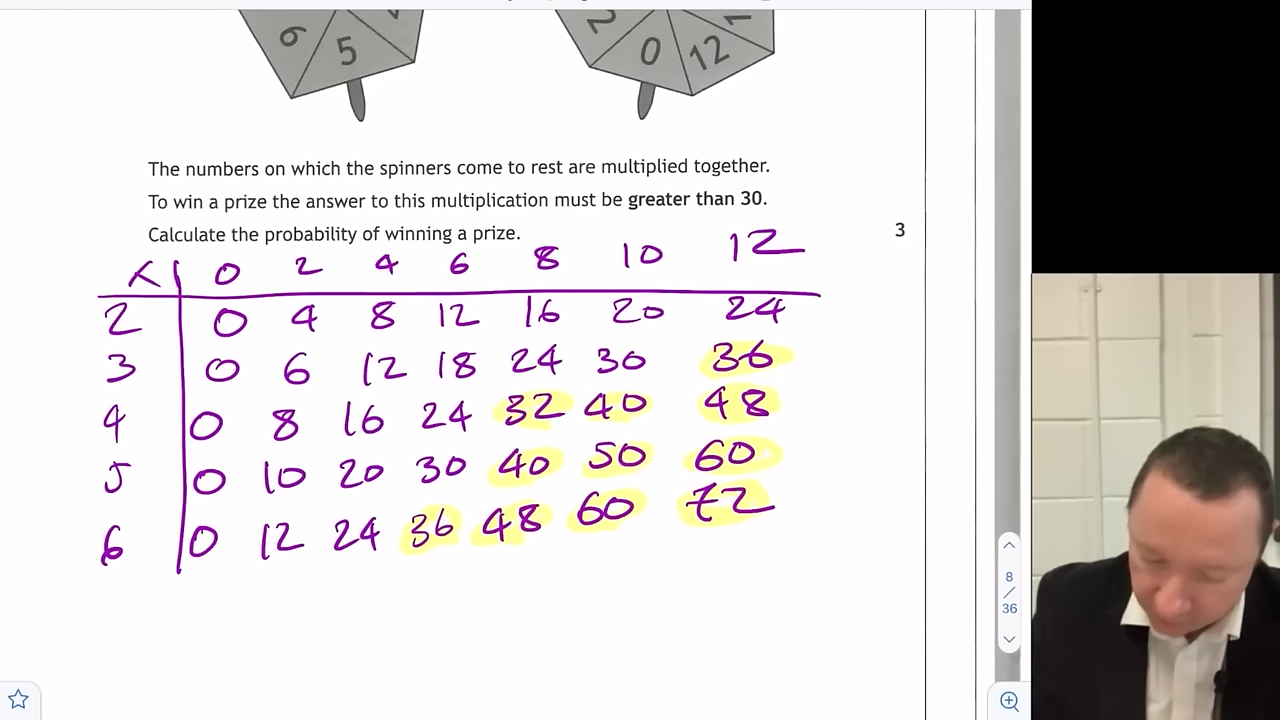 6 5
2 0 12
The numbers on which the spinners come to rest are multiplied together.
To win a prize the answer to this multiplication must be greater than 30.
Calculate the probability of winning a prize. 3
× 0 2 4 6 8 10 12
2 0 4 8 12 16 20 24
3 0 6 12 18 24 30 36
4 0 8 16 24 32 40 48
5 0 10 20 30 40 50 60
6 0 12 24 36 48 60 72
8
/
36